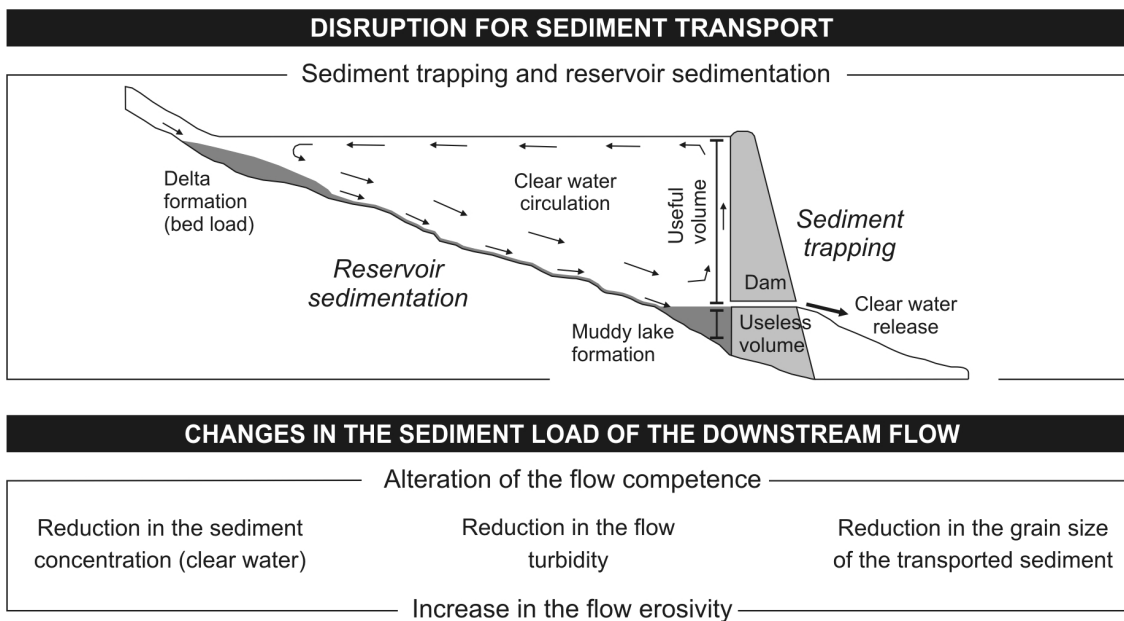 DISRUPTION FOR SEDIMENT TRANSPORT
Sediment trapping and reservoir sedimentation
Delta
formation
(bed load)
Clear water
circulation
Useful
volume
Sediment
trapping
Reservoir
sedimentation
Dam
Clear water
release
Muddy lake
formation
Useless
volume
CHANGES IN THE SEDIMENT LOAD OF THE DOWNSTREAM FLOW
Alteration of the flow competence
Reduction in the sediment
concentration (clear water)
Reduction in the flow
turbidity
Reduction in the grain size
of the transported sediment
Increase in the flow erosivity